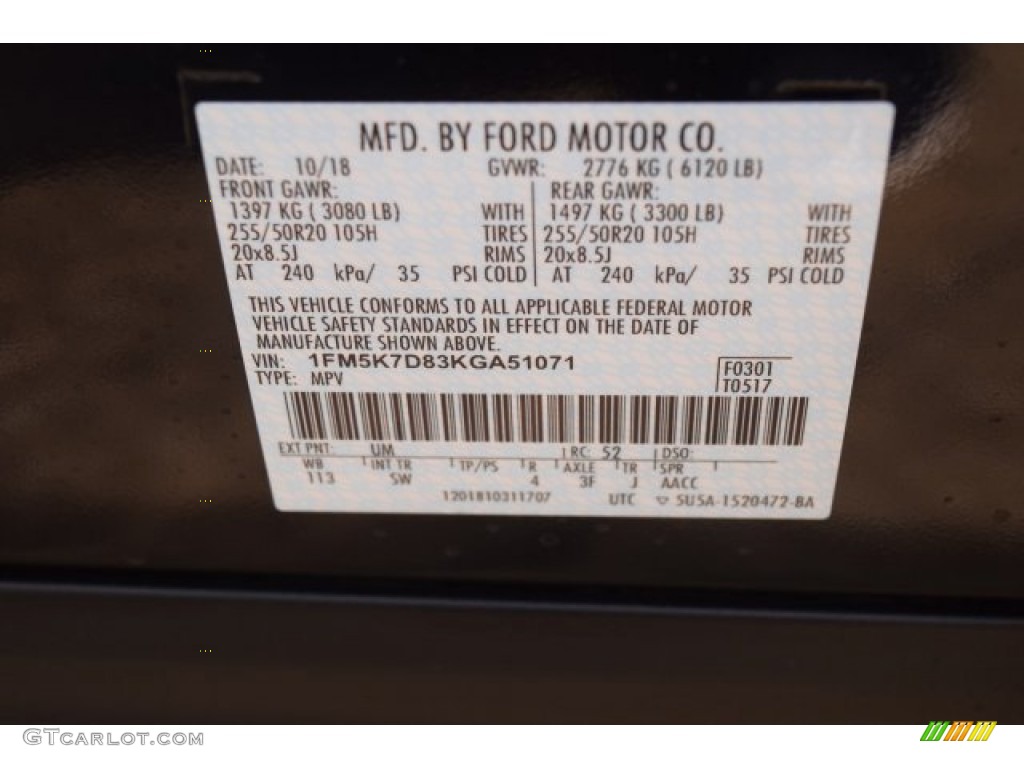 MFD. BY FORD MOTOR CO.
DATE: 10/18 GVWR: 2776 KG ( 6120 LB)
FRONT GAWR: REAR GAWR:
1397 KG ( 3080 LB) WITH 1497 KG ( 3300 LB) WITH
255/50R20 105H TIRES 255/50R20 105H TIRES
20x8.5J RIMS 20x8.5J RIMS
AT 240 kPa/ 35 PSI COLD AT 240 kPa/ 35 PSI COLD
THIS VEHICLE CONFORMS TO ALL APPLICABLE FEDERAL MOTOR
VEHICLE SAFETY STANDARDS IN EFFECT ON THE DATE OF
MANUFACTURE SHOWN ABOVE.
VIN: 1FM5K7D83KGA51071 F0301
TYPE: MPV T0517
EXT PNT: UM RC: 52 DSO:
WB INT TR TP/PS R AXLE TR SPR
113 SW 4 3F J AACC
1201810311707 UTC 5U5A-1520472-BA
GTcarlot.com